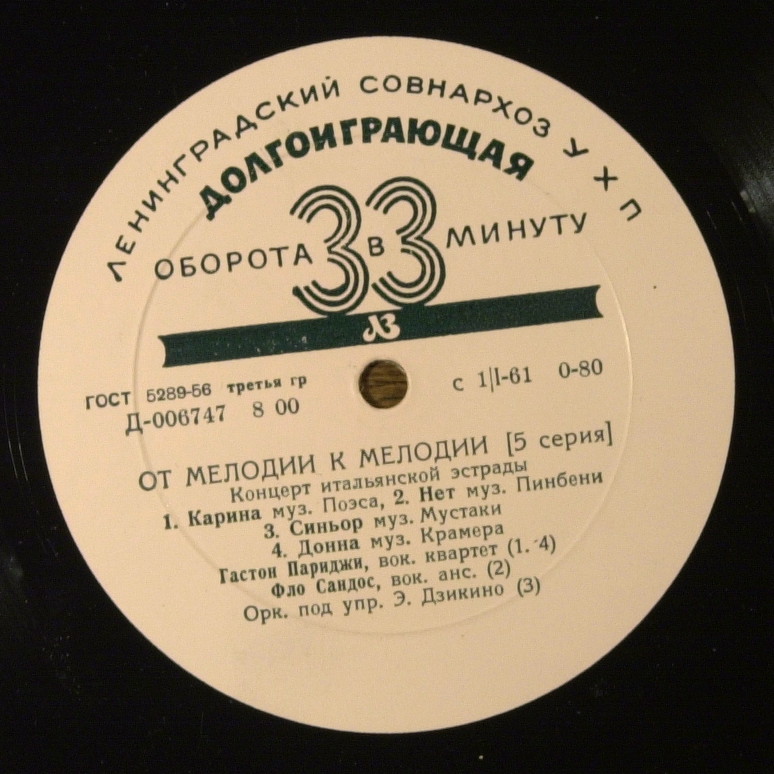 ЛЕНИНГРАДСКИЙ СОВНАРХОЗ УХП
ДОЛГОИГРАЮЩАЯ
ОБОРОТА 33 В МИНУТУ
ЛЗ
ГОСТ 5289-56 третья гр с 1|I-61 0-80
Д-006747 8 00
ОТ МЕЛОДИИ К МЕЛОДИИ [5 серия]
Концерт итальянской эстрады
1. Карина муз. Поэса, 2. Нет муз. Пинбени
3. Синьор муз. Мустаки
4. Донна муз. Крамера
Гастон Париджи, вок. квартет (1. -4)
Фло Сандос, вок. анс. (2)
Орк. под упр. Э. Дзикино (3)